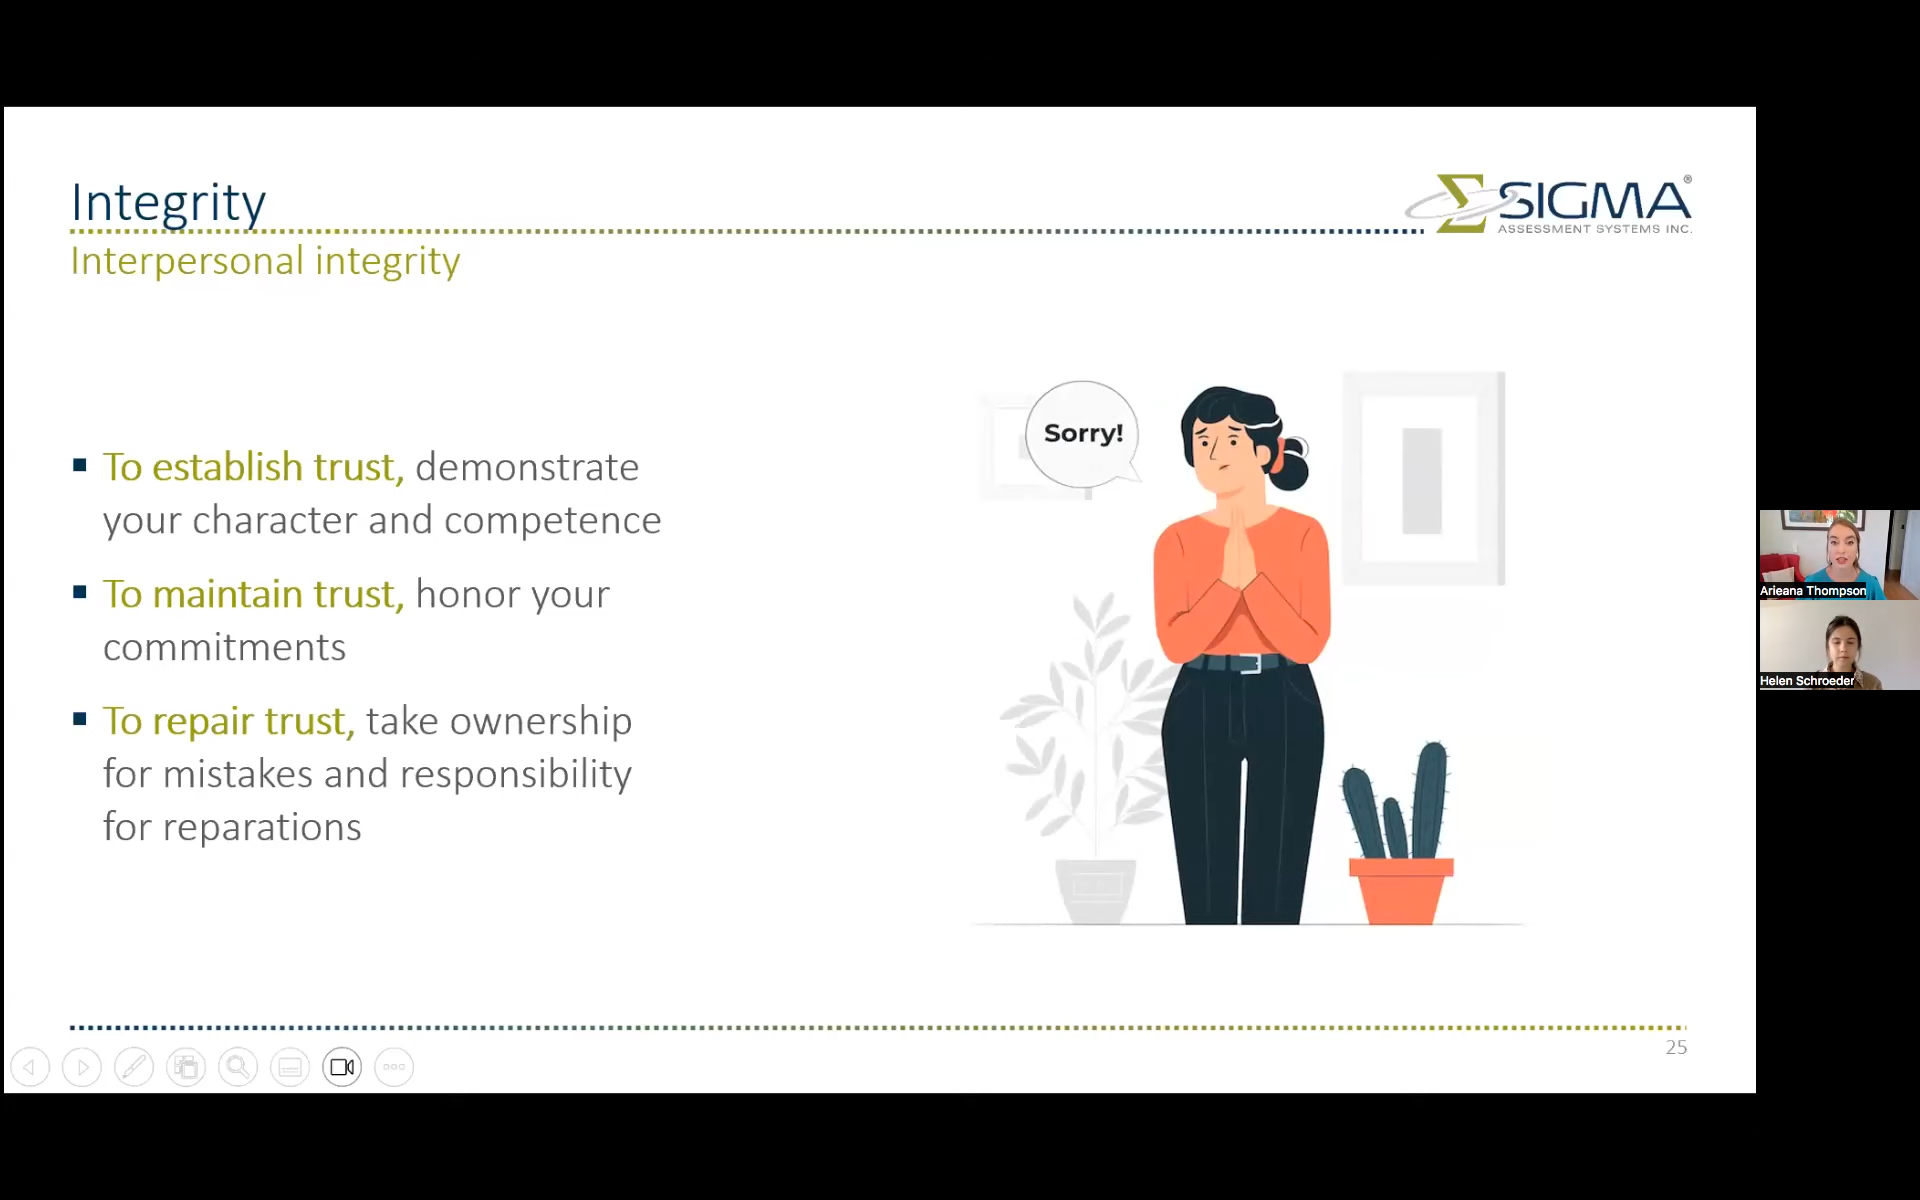 Integrity
SIGMA®
ASSESSMENT SYSTEMS INC.
Interpersonal integrity
To establish trust, demonstrate
your character and competence
To maintain trust, honor your
commitments
To repair trust, take ownership
for mistakes and responsibility
for reparations
Sorry!
Arieana Thompson
Helen Schroeder
25